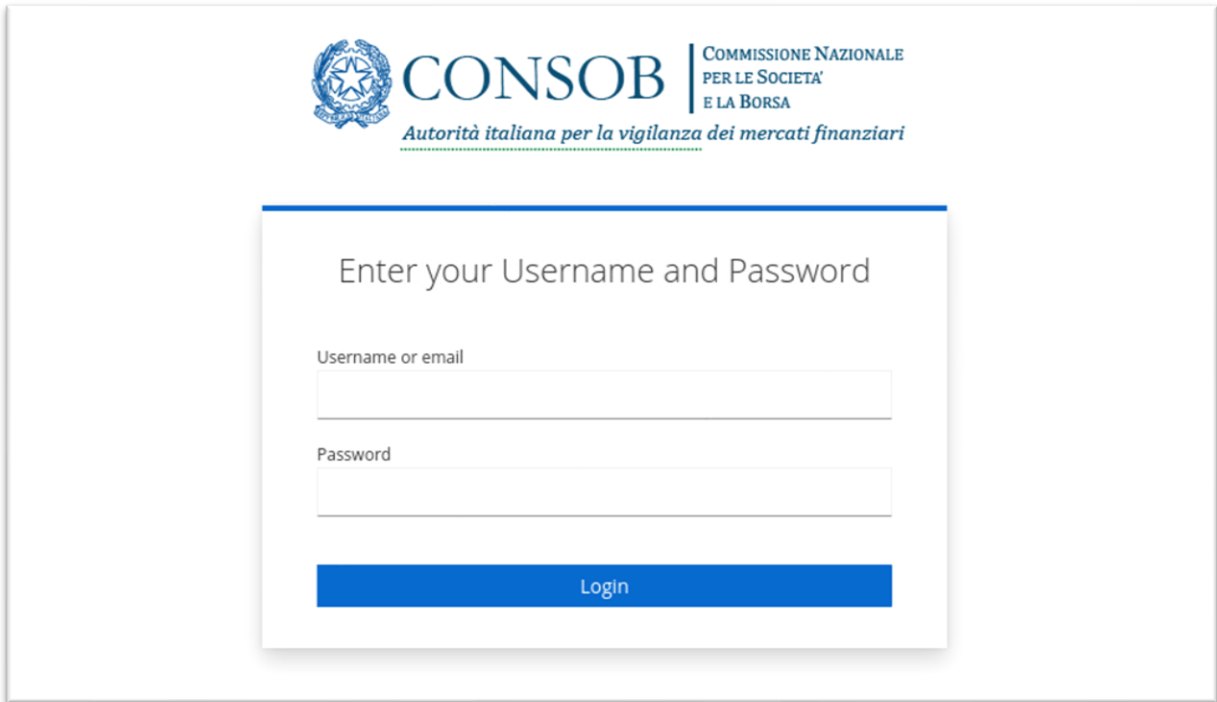 CONSOB
COMMISSIONE NAZIONALE
PER LE SOCIETA'
E LA BORSA
Autorità italiana per la vigilanza dei mercati finanziari
Enter your Username and Password
Username or email
Password
Login